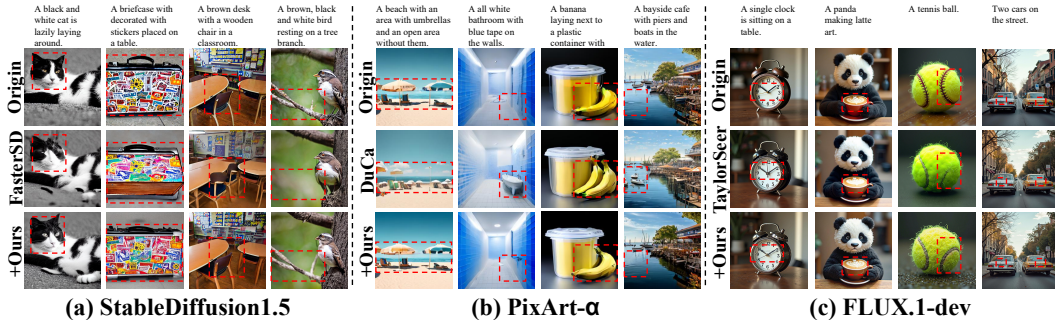 A black and
white cat is
lazily laying
around.
A briefcase with
decorated with
stickers placed on
a table.
A brown desk
with a wooden
chair in a
classroom.
A brown, black
and white bird
resting on a tree
branch.
A beach with an
area with umbrellas
and an open area
without them.
A all white
bathroom with
blue tape on
the walls.
A banana
laying next to
a plastic
container with
A bayside cafe
with piers and
boats in the
water.
A single clock
is sitting on a
table.
A panda
making latte
art.
A tennis ball.
Two cars on
the street.
Origin
FasterSD
+Ours
Origin
DuCa
+Ours
Origin
TaylorSeer
+Ours
(a) StableDiffusion1.5
(b) PixArt-α
(c) FLUX.1-dev